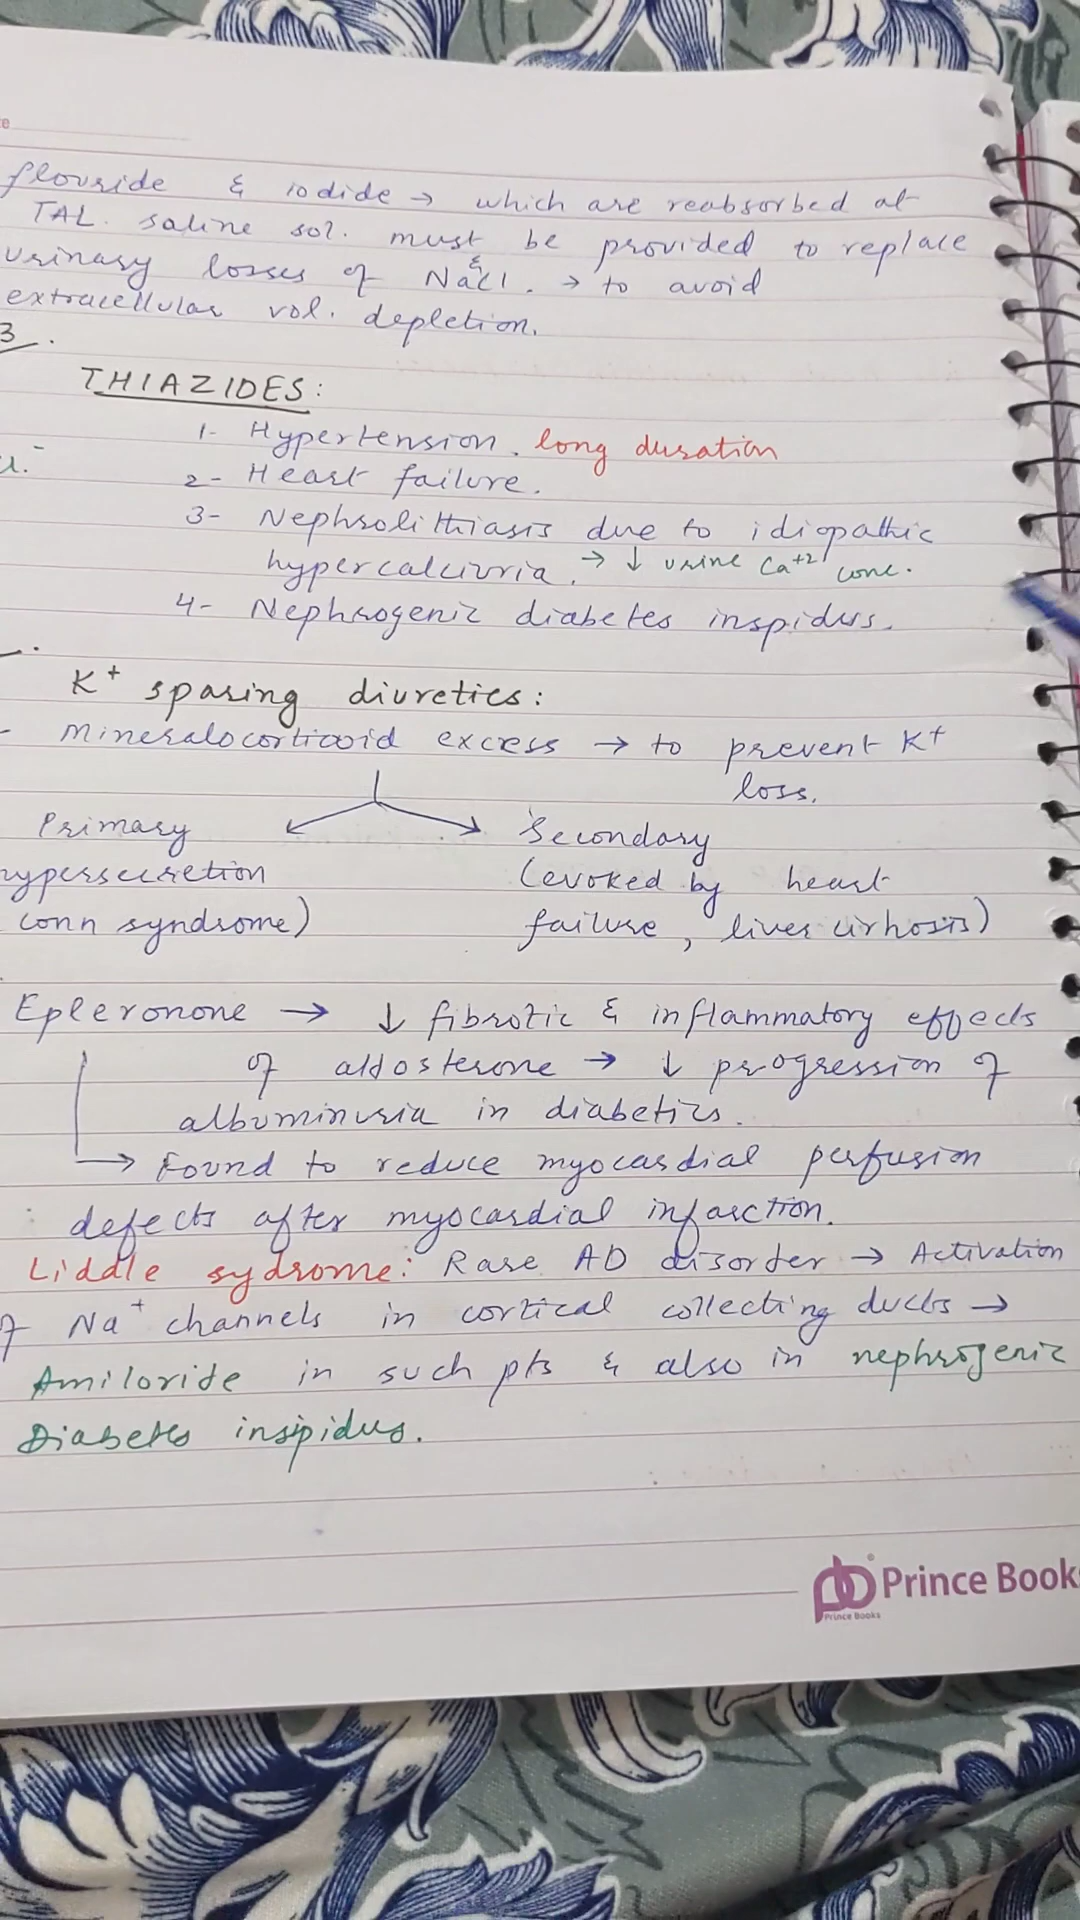 flouride & iodide → which are reabsorbed at
TAL. saline sol. must be provided to replace
urinary losses of NaCl. & → to avoid
extracellular vol. depletion.
3.
THIAZIDES:
1- Hypertension. long duration
2- Heart failure.
3- Nephrolithiasis due to idiopathic
hypercalciuria. → ↓ urine Ca+2 conc.
4- Nephrogenic diabetes inspidus.
K+ sparing diuretics:
- Mineralocorticoid excess → to prevent K+
loss.
Primary
Secondary
hypersecretion
(evoked by heart
conn syndrome)
failure, liver cirhosis)
Epleronone → ↓ fibrotic & inflammatory effects
of aldosterone → ↓ progression of
albuminuria in diabetics.
→ Found to reduce myocardial perfusion
defects after myocardial infarction.
Liddle sydrome: Rare AD disorder → Activation
of Na+ channels in cortical collecting ducts →
Amiloride in such pts & also in nephrogenic
Diabetes insipidus.
Prince Book
Prince Books